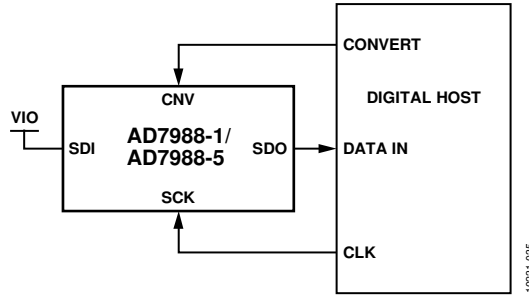 CONVERT
CNV
DIGITAL HOST
VIO
SDI
AD7988-1/
AD7988-5
SDO
DATA IN
SCK
CLK